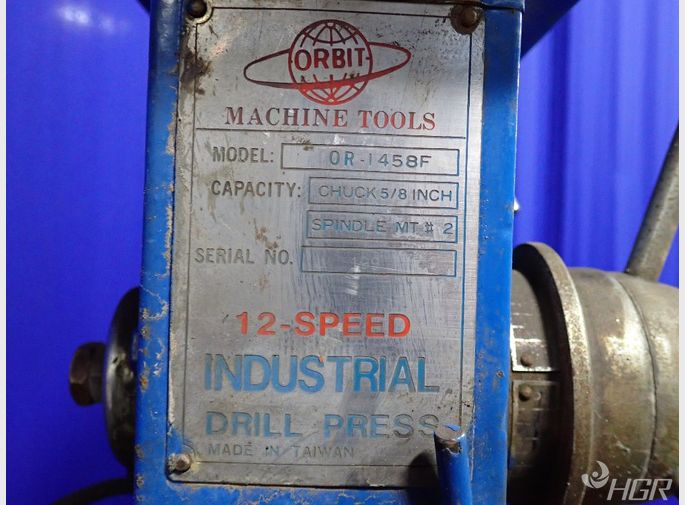 ORBIT
MACHINE TOOLS
MODEL: OR-1458F
CAPACITY: CHUCK 5/8 INCH
SPINDLE MT # 2
SERIAL NO.
12-SPEED
INDUSTRIAL
DRILL PRESS
MADE IN TAIWAN
HGR